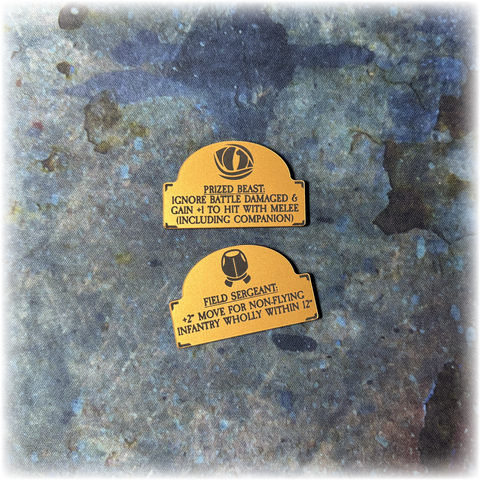 PRIZED BEAST:
IGNORE BATTLE DAMAGED &
GAIN +1 TO HIT WITH MELEE
(INCLUDING COMPANION)
FIELD SERGEANT:
+2" MOVE FOR NON-FLYING
INFANTRY WHOLLY WITHIN 12"